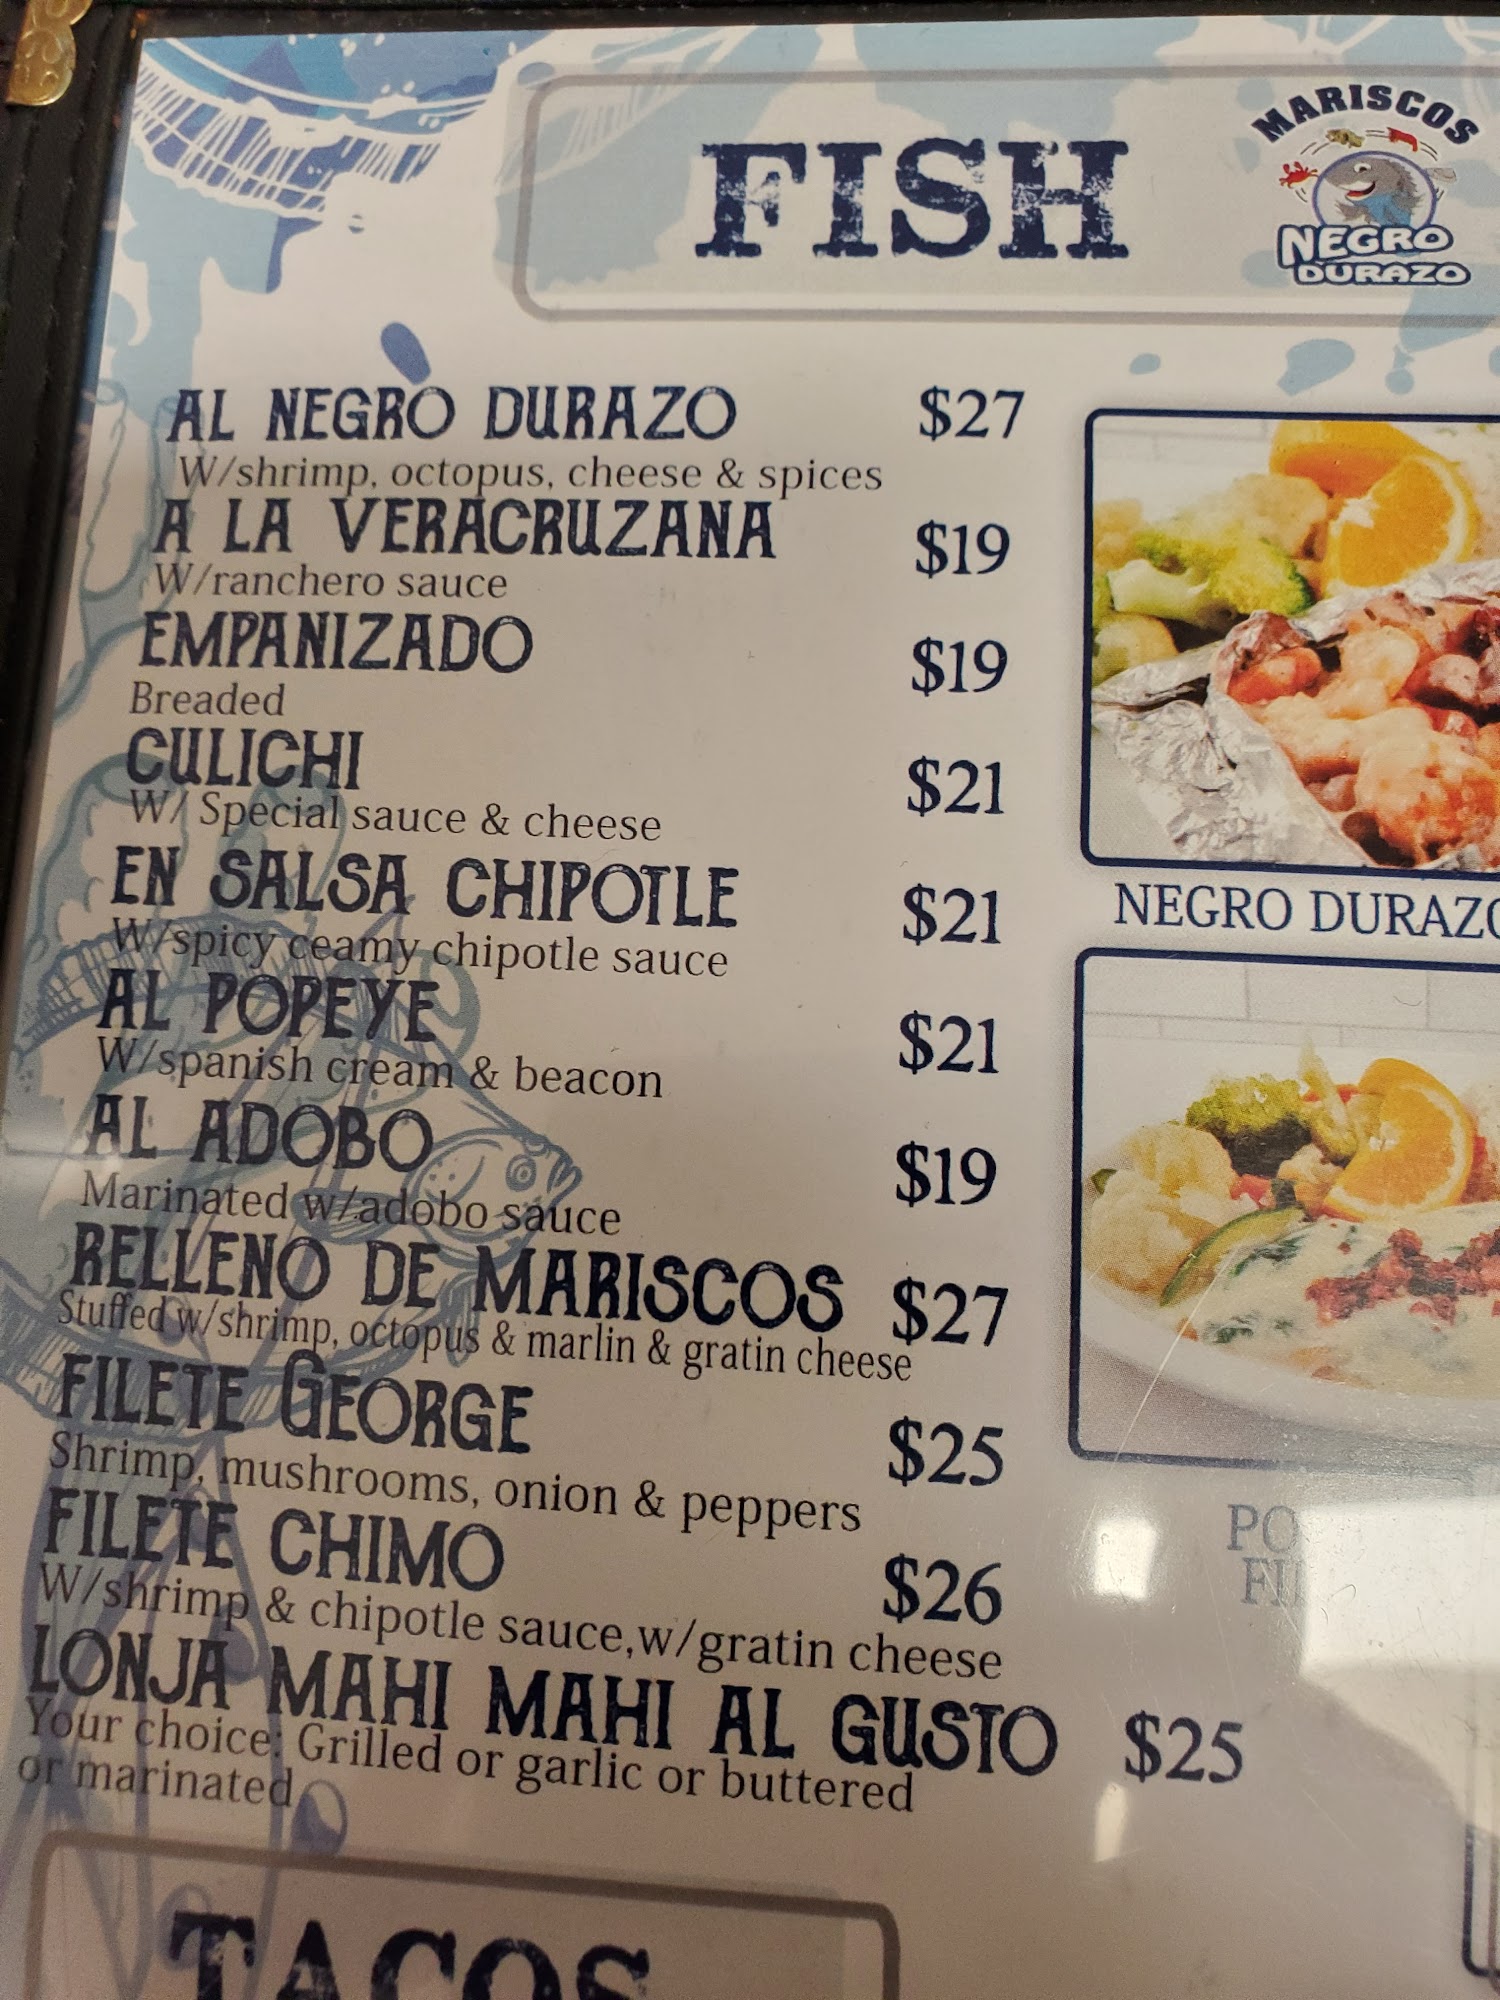 FISH
MARISCOS
NEGRO
DURAZO
AL NEGRO DURAZO $27
W/shrimp, octopus, cheese & spices
A LA VERACRUZANA $19
W/ranchero sauce
EMPANIZADO $19
Breaded
CULICHI $21
W/ Special sauce & cheese
EN SALSA CHIPOTLE $21
W/spicy ceamy chipotle sauce
AL POPEYE $21
W/spanish cream & beacon
AL ADOBO $19
Marinated w/adobo sauce
RELLENO DE MARISCOS $27
Stuffed w/shrimp, octopus & marlin & gratin cheese
FILETE GEORGE $25
Shrimp, mushrooms, onion & peppers
FILETE CHIMO $26
W/shrimp & chipotle sauce,w/gratin cheese
LONJA MAHI MAHI AL GUSTO $25
Your choice: Grilled or garlic or buttered
or marinated
NEGRO DURAZO
TACOS